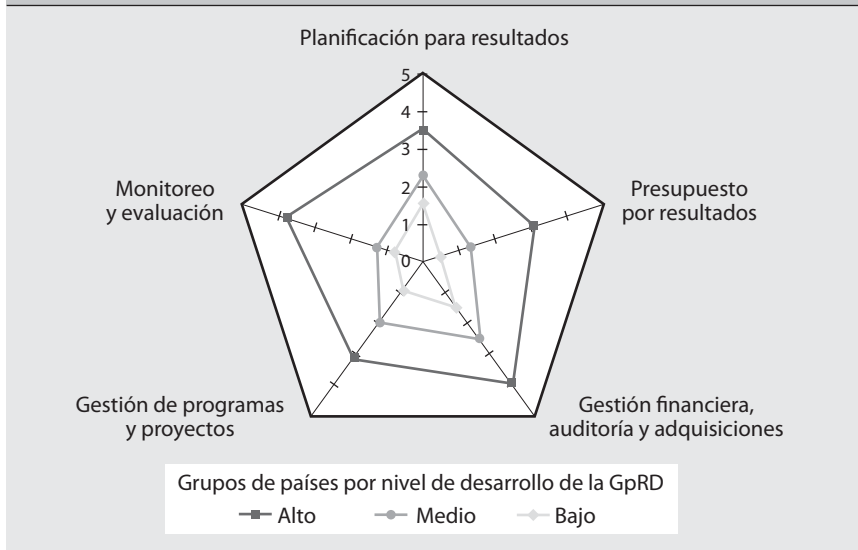 Planificación para resultados
5
4
3
2
1
0
Monitoreo
y evaluación
Presupuesto
por resultados
Gestión de programas
y proyectos
Gestión financiera,
auditoría y adquisiciones
Grupos de países por nivel de desarrollo de la GpRD
Alto Medio Bajo